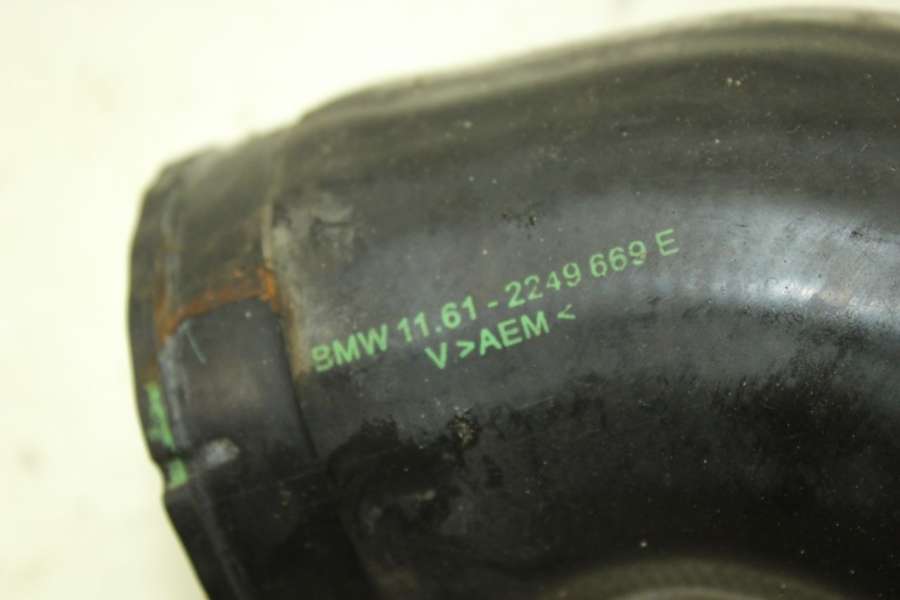 BMW 11.61 - 2249 669 E
V >AEM <